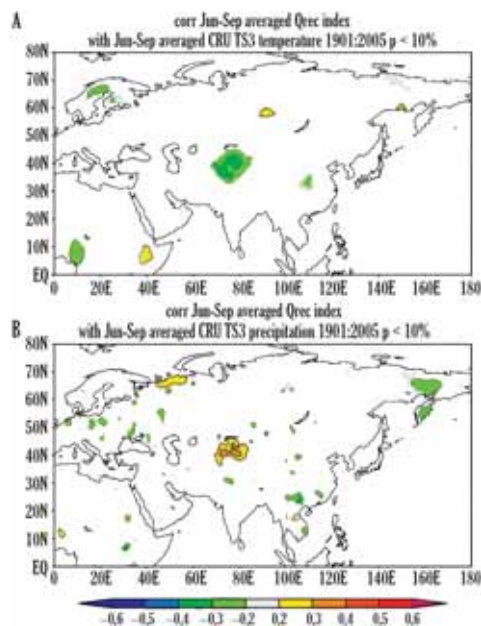 A
corr Jun-Sep averaged Qrec index
with Jun-Sep averaged CRU TS3 temperature 1901:2005 p < 10%
80N
70N
60N
50N
40N
30N
20N
10N
EQ
0 20E 40E 60E 80E 100E 120E 140E 160E 180
corr Jun-Sep averaged Qrec index
B with Jun-Sep averaged CRU TS3 precipitation 1901:2005 p < 10%
80N
70N
60N
50N
40N
30N
20N
10N
EQ
0 20E 40E 60E 80E 100E 120E 140E 160E 180
−0,6 −0,5 −0,4 −0,3 −0,2 0,2 0,3 0,4 0,5 0,6